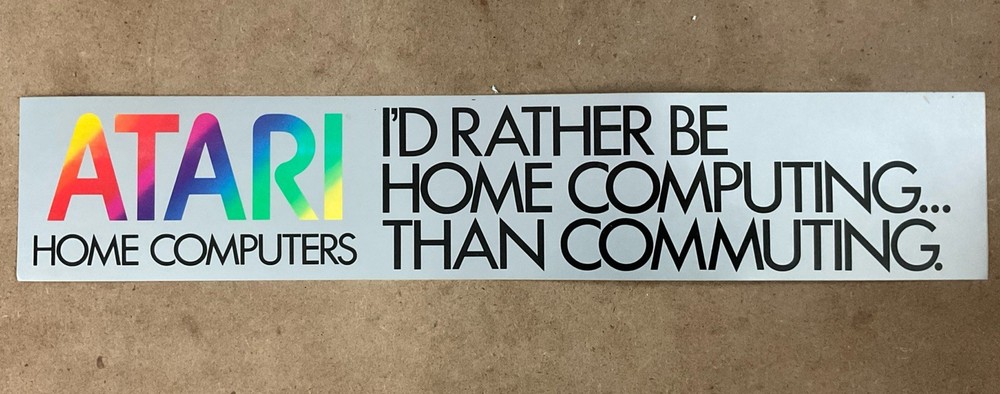 ATARI
HOME COMPUTERS
I'D RATHER BE
HOME COMPUTING...
THAN COMMUTING.